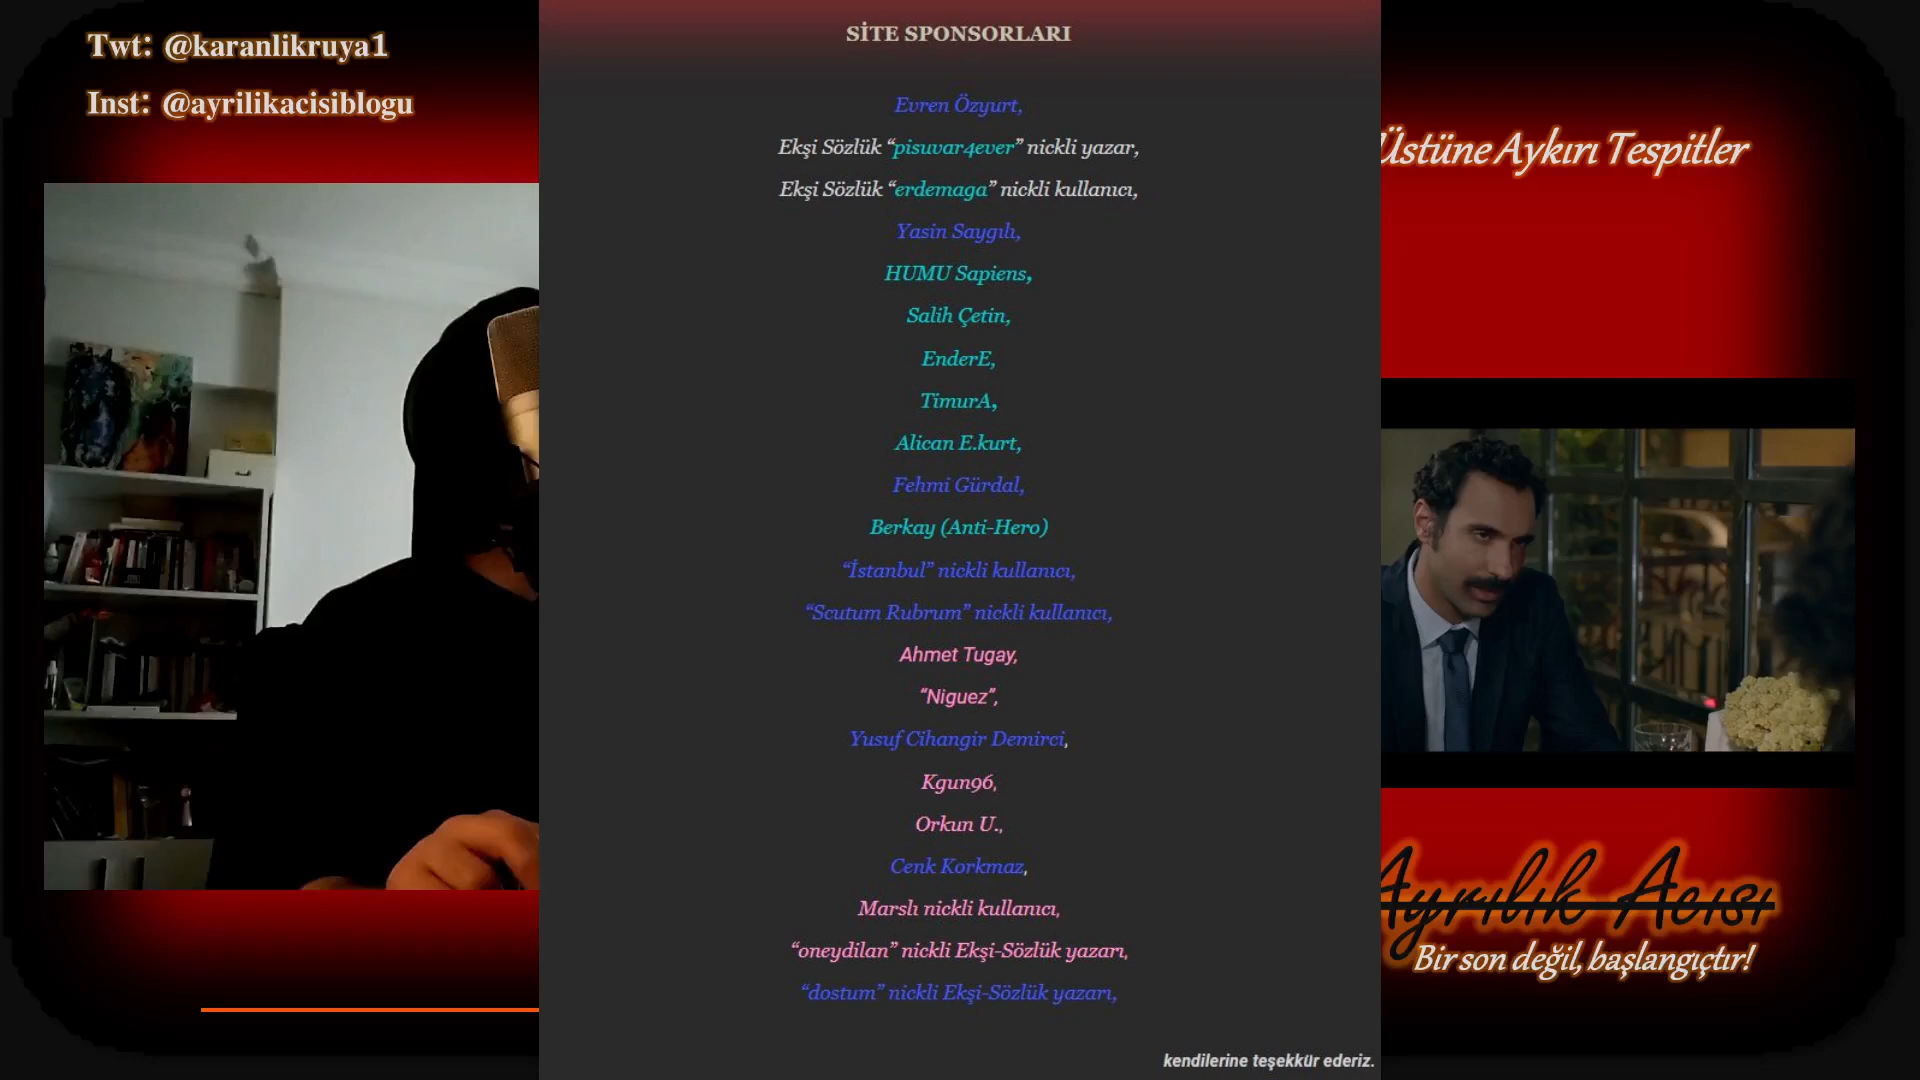 Twt: @karanlikruya1
Inst: @ayrilikacisiblogu
SİTE SPONSORLARI
Evren Özyurt,
Ekşi Sözlük “pisuvar4ever” nickli yazar,
Ekşi Sözlük “erdemaga” nickli kullanıcı,
Yasin Saygılı,
HUMU Sapiens,
Salih Çetin,
EnderE,
TimurA,
Alican E.kurt,
Fehmi Gürdal,
Berkay (Anti-Hero)
“İstanbul” nickli kullanıcı,
“Scutum Rubrum” nickli kullanıcı,
Ahmet Tugay,
“Niguez”,
Yusuf Cihangir Demirci,
Kgun96,
Orkun U.,
Cenk Korkmaz,
Marslı nickli kullanıcı,
“oneydilan” nickli Ekşi-Sözlük yazarı,
“dostum” nickli Ekşi-Sözlük yazarı,
kendilerine teşekkür ederiz.
Üstüne Aykırı Tespitler
Ayrılık Acısı
Bir son değil, başlangıçtır!